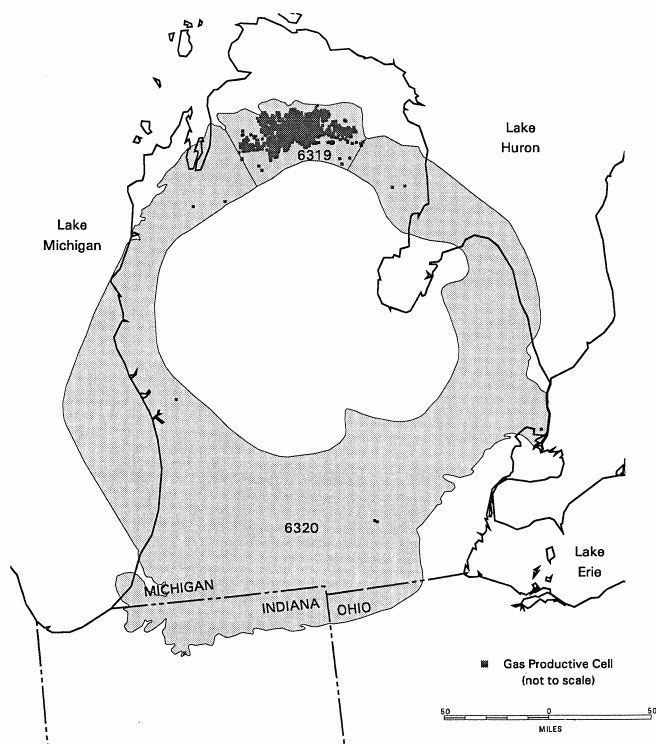 Lake
Huron
6319
Lake
Michigan
6320
Lake
Erie
MICHIGAN
INDIANA
OHIO
Gas Productive Cell
(not to scale)
50 0 50
MILES